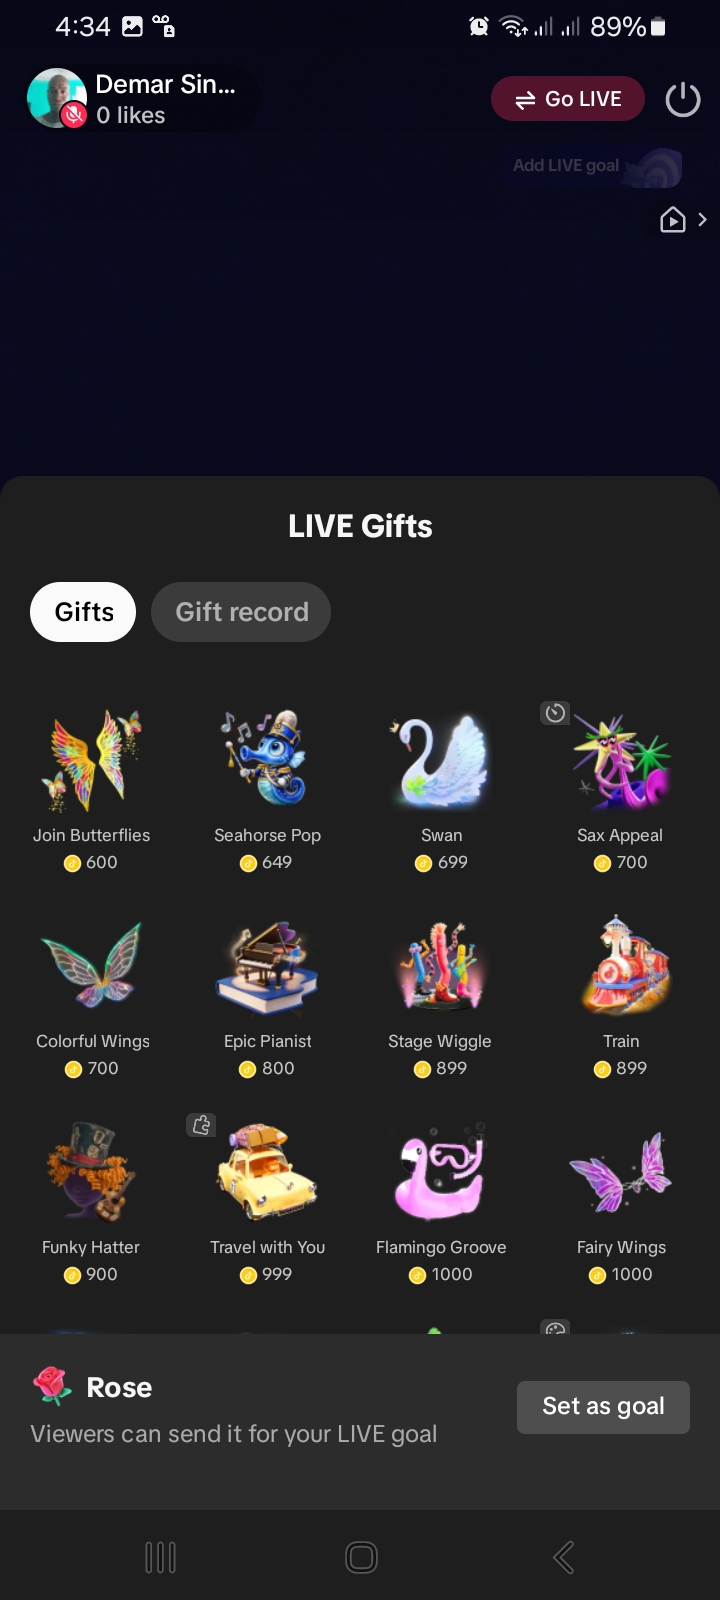 4:34
89%
Demar Sin...
0 likes
Go LIVE
Add LIVE goal
LIVE Gifts
Gifts
Gift record
Join Butterflies
Seahorse Pop
Swan
Sax Appeal
600
649
699
700
Colorful Wings
Epic Pianist
Stage Wiggle
Train
700
800
899
899
Funky Hatter
Travel with You
Flamingo Groove
Fairy Wings
900
999
1000
1000
Rose
Set as goal
Viewers can send it for your LIVE goal